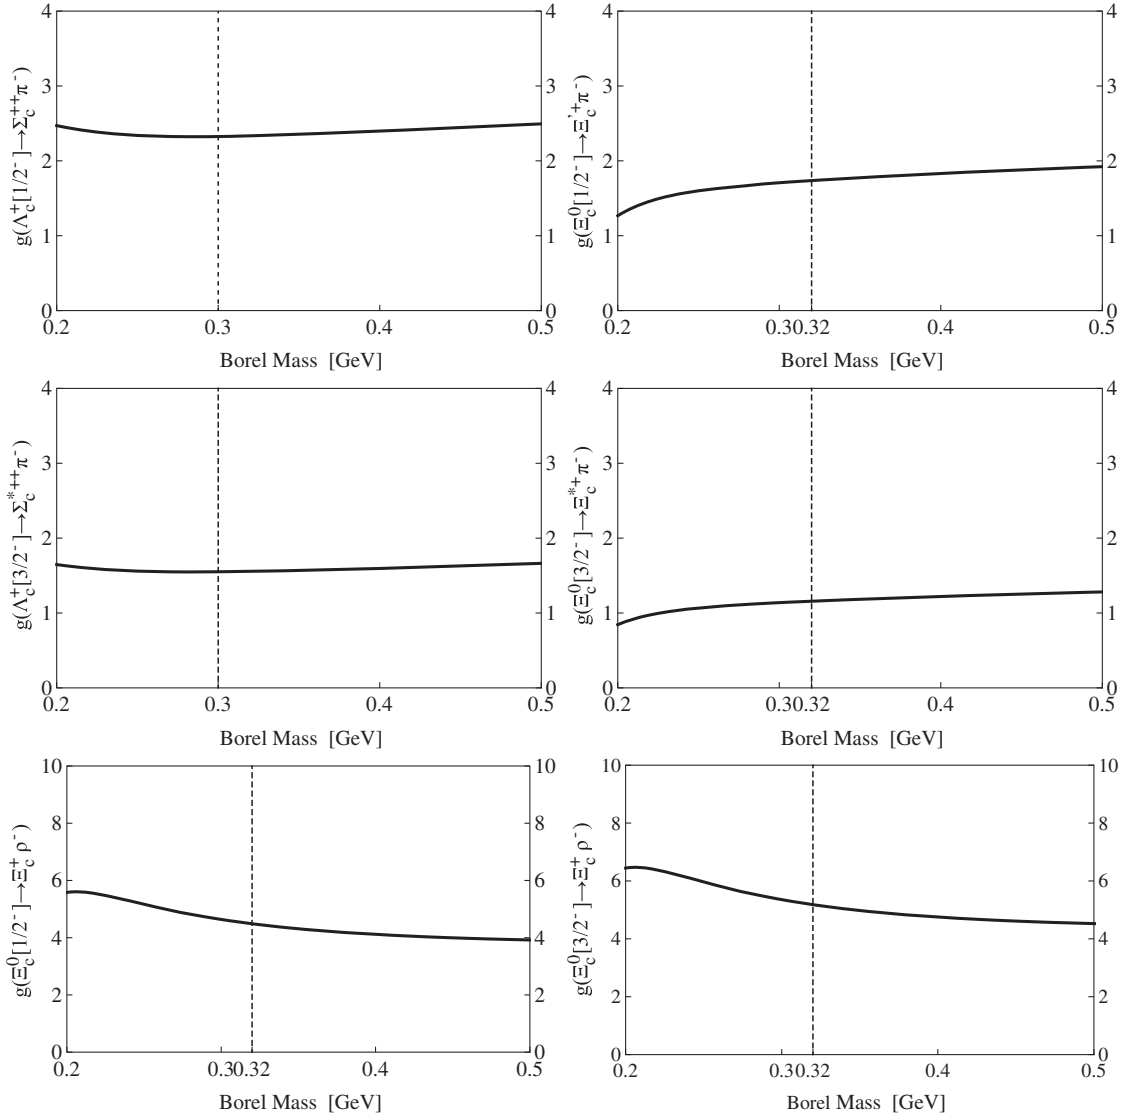 4 4
3 3
2 2
1 1
0 0
0.2 0.3 0.4 0.5
Borel Mass [GeV]
g(Λc+[1/2-]→Σc++π-)
4 4
3 3
2 2
1 1
0 0
0.2 0.30.32 0.4 0.5
Borel Mass [GeV]
g(Ξc0[1/2-]→Ξc'+π-)
4 4
3 3
2 2
1 1
0 0
0.2 0.3 0.4 0.5
Borel Mass [GeV]
g(Λc+[3/2-]→Σc*++π-)
4 4
3 3
2 2
1 1
0 0
0.2 0.30.32 0.4 0.5
Borel Mass [GeV]
g(Ξc0[3/2-]→Ξc*+π-)
10 10
8 8
6 6
4 4
2 2
0 0
0.2 0.30.32 0.4 0.5
Borel Mass [GeV]
g(Ξc0[1/2-]→Ξc+ρ-)
10 10
8 8
6 6
4 4
2 2
0 0
0.2 0.30.32 0.4 0.5
Borel Mass [GeV]
g(Ξc0[3/2-]→Ξc+ρ-)